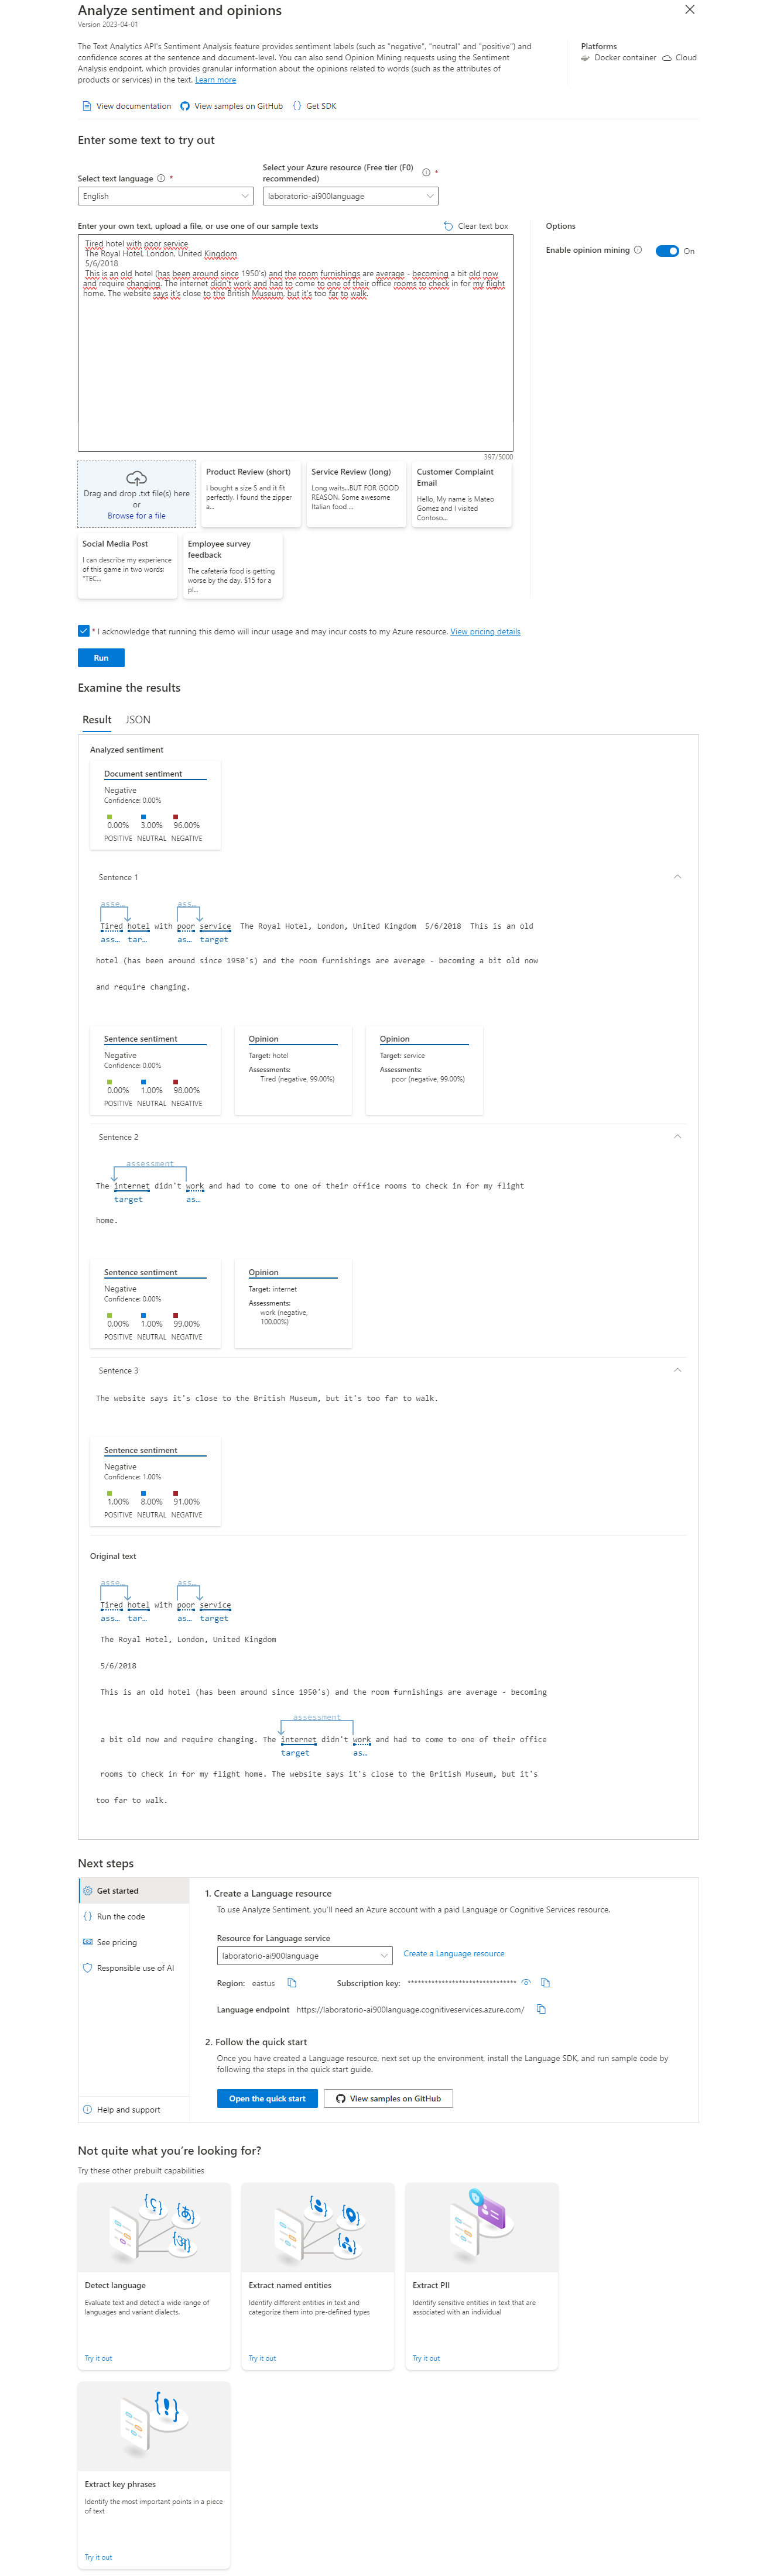 Analyze sentiment and opinions
Version 2023-04-01
The Text Analytics API's Sentiment Analysis feature provides sentiment labels (such as "negative", "neutral" and "positive") and
confidence scores at the sentence and document-level. You can also send Opinion Mining requests using the Sentiment
Analysis endpoint, which provides granular information about the opinions related to words (such as the attributes of
products or services) in the text. Learn more
Platforms
Docker container Cloud
View documentation View samples on GitHub Get SDK
Enter some text to try out
Select text language *
English
Select your Azure resource (Free tier (F0)
recommended) *
laboratorio-ai900language
Enter your own text, upload a file, or use one of our sample texts
Clear text box
Tired hotel with poor service
The Royal Hotel, London, United Kingdom
5/6/2018
This is an old hotel (has been around since 1950's) and the room furnishings are average - becoming a bit old now
and require changing. The internet didn't work and had to come to one of their office rooms to check in for my flight
home. The website says it's close to the British Museum, but it's too far to walk.
397/5000
Options
Enable opinion mining On
Drag and drop .txt file(s) here
or
Browse for a file
Product Review (short)
I bought a size S and it fit
perfectly. I found the zipper
a...
Service Review (long)
Long waits...BUT FOR GOOD
REASON. Some awesome
Italian food ...
Customer Complaint
Email
Hello, My name is Mateo
Gomez and I visited
Contoso...
Social Media Post
I can describe my experience
of this game in two words:
"TEC...
Employee survey
feedback
The cafeteria food is getting
worse by the day. $15 for a
pl...
* I acknowledge that running this demo will incur usage and may incur costs to my Azure resource. View pricing details
Run
Examine the results
Result JSON
Analyzed sentiment
Document sentiment
Negative
Confidence: 0.00%
0.00% 3.00% 96.00%
POSITIVE NEUTRAL NEGATIVE
Sentence 1
asse... ass...
Tired hotel with poor service The Royal Hotel, London, United Kingdom 5/6/2018 This is an old
ass... tar... as... target
hotel (has been around since 1950's) and the room furnishings are average - becoming a bit old now
and require changing.
Sentence sentiment
Negative
Confidence: 0.00%
0.00% 1.00% 98.00%
POSITIVE NEUTRAL NEGATIVE
Opinion
Target: hotel
Assessments:
Tired (negative, 99.00%)
Opinion
Target: service
Assessments:
poor (negative, 99.00%)
Sentence 2
assessment
The internet didn't work and had to come to one of their office rooms to check in for my flight
target as...
home.
Sentence sentiment
Negative
Confidence: 0.00%
0.00% 1.00% 99.00%
POSITIVE NEUTRAL NEGATIVE
Opinion
Target: internet
Assessments:
work (negative,
100.00%)
Sentence 3
The website says it's close to the British Museum, but it's too far to walk.
Sentence sentiment
Negative
Confidence: 1.00%
1.00% 8.00% 91.00%
POSITIVE NEUTRAL NEGATIVE
Original text
asse... ass...
Tired hotel with poor service
ass... tar... as... target
The Royal Hotel, London, United Kingdom
5/6/2018
This is an old hotel (has been around since 1950's) and the room furnishings are average - becoming
assessment
a bit old now and require changing. The internet didn't work and had to come to one of their office
target as...
rooms to check in for my flight home. The website says it's close to the British Museum, but it's
too far to walk.
Next steps
Get started
Run the code
See pricing
Responsible use of AI
Help and support
1. Create a Language resource
To use Analyze Sentiment, you'll need an Azure account with a paid Language or Cognitive Services resource.
Resource for Language service
laboratorio-ai900language
Create a Language resource
Region: eastus
Subscription key: ********************************
Language endpoint https://laboratorio-ai900language.cognitiveservices.azure.com/
2. Follow the quick start
Once you have created a Language resource, next set up the environment, install the Language SDK, and run sample code by
following the steps in the quick start guide.
Open the quick start View samples on GitHub
Not quite what you're looking for?
Try these other prebuilt capabilities
Detect language
Evaluate text and detect a wide range of
languages and variant dialects.
Try it out
Extract named entities
Identify different entities in text and
categorize them into pre-defined types
Try it out
Extract PII
Identify sensitive entities in text that are
associated with an individual
Try it out
Extract key phrases
Identify the most important points in a piece
of text
Try it out